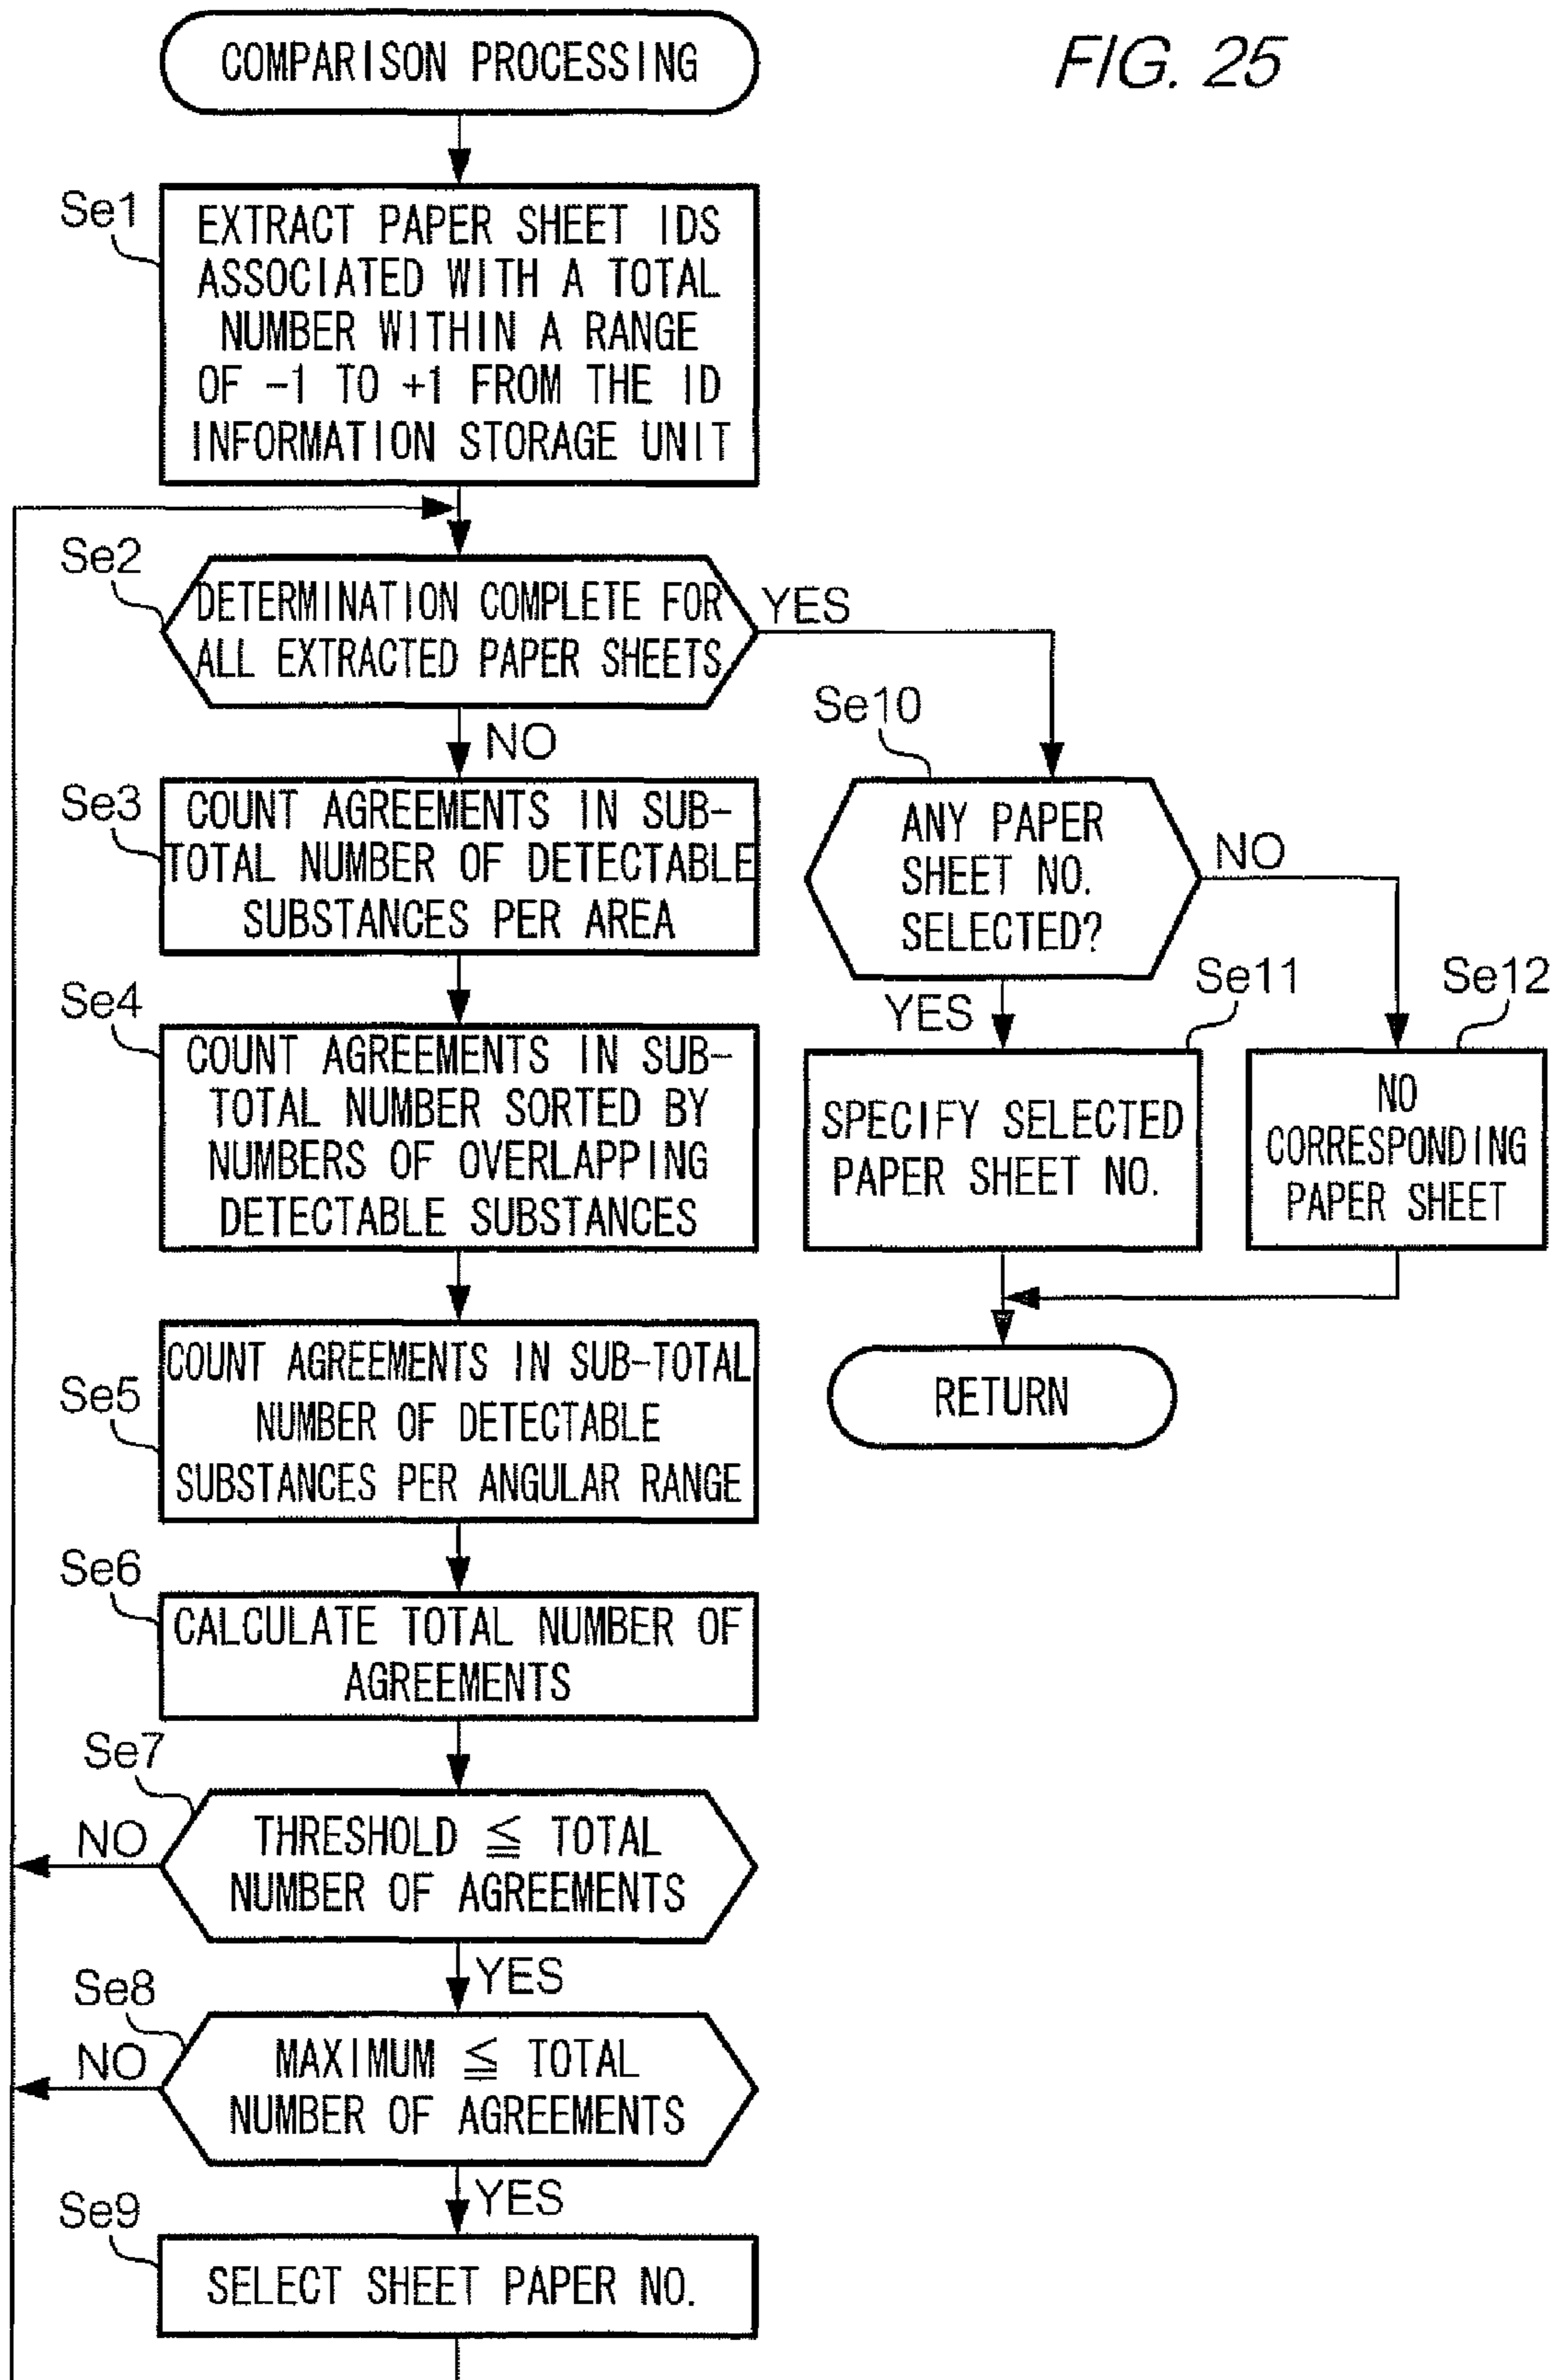 COMPARISON PROCESSING
FIG. 25
Se1
EXTRACT PAPER SHEET IDS
ASSOCIATED WITH A TOTAL
NUMBER WITHIN A RANGE
OF -1 TO +1 FROM THE ID
INFORMATION STORAGE UNIT
Se2
DETERMINATION COMPLETE FOR
ALL EXTRACTED PAPER SHEETS
YES
NO
Se3
COUNT AGREEMENTS IN SUB-
TOTAL NUMBER OF DETECTABLE
SUBSTANCES PER AREA
Se4
COUNT AGREEMENTS IN SUB-
TOTAL NUMBER SORTED BY
NUMBERS OF OVERLAPPING
DETECTABLE SUBSTANCES
Se5
COUNT AGREEMENTS IN SUB-TOTAL
NUMBER OF DETECTABLE
SUBSTANCES PER ANGULAR RANGE
Se6
CALCULATE TOTAL NUMBER OF
AGREEMENTS
Se7
THRESHOLD ≦ TOTAL
NUMBER OF AGREEMENTS
NO
YES
Se8
MAXIMUM ≦ TOTAL
NUMBER OF AGREEMENTS
NO
YES
Se9
SELECT SHEET PAPER NO.
Se10
ANY PAPER
SHEET NO.
SELECTED?
NO
YES
Se11
SPECIFY SELECTED
PAPER SHEET NO.
Se12
NO
CORRESPONDING
PAPER SHEET
RETURN